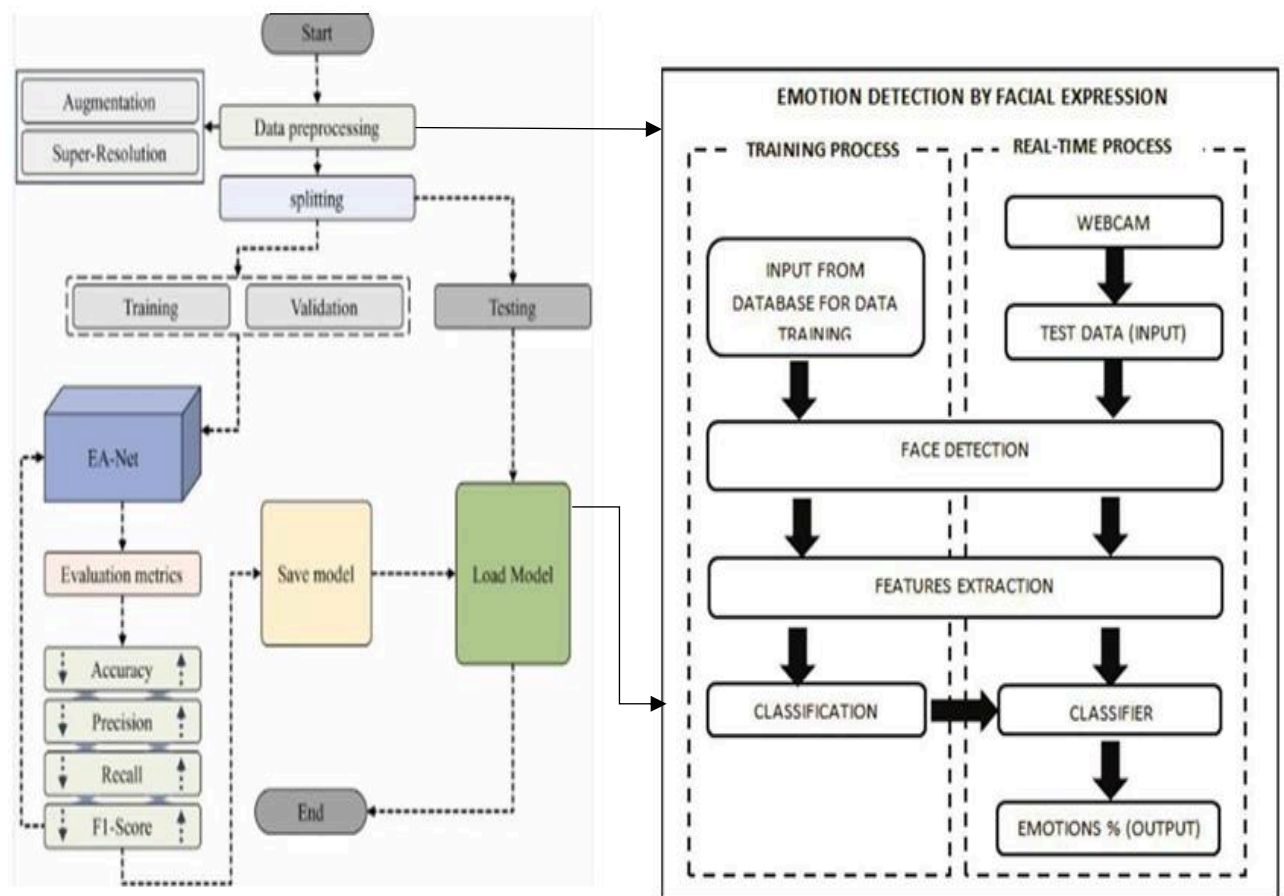 Start
Augmentation
Super-Resolution
Data preprocessing
splitting
Training
Validation
Testing
EA-Net
Evaluation metrics
Accuracy
Precision
Recall
F1-Score
Save model
Load Model
End
EMOTION DETECTION BY FACIAL EXPRESSION
TRAINING PROCESS
REAL-TIME PROCESS
INPUT FROM
DATABASE FOR DATA
TRAINING
WEBCAM
TEST DATA (INPUT)
FACE DETECTION
FEATURES EXTRACTION
CLASSIFICATION
CLASSIFIER
EMOTIONS % (OUTPUT)